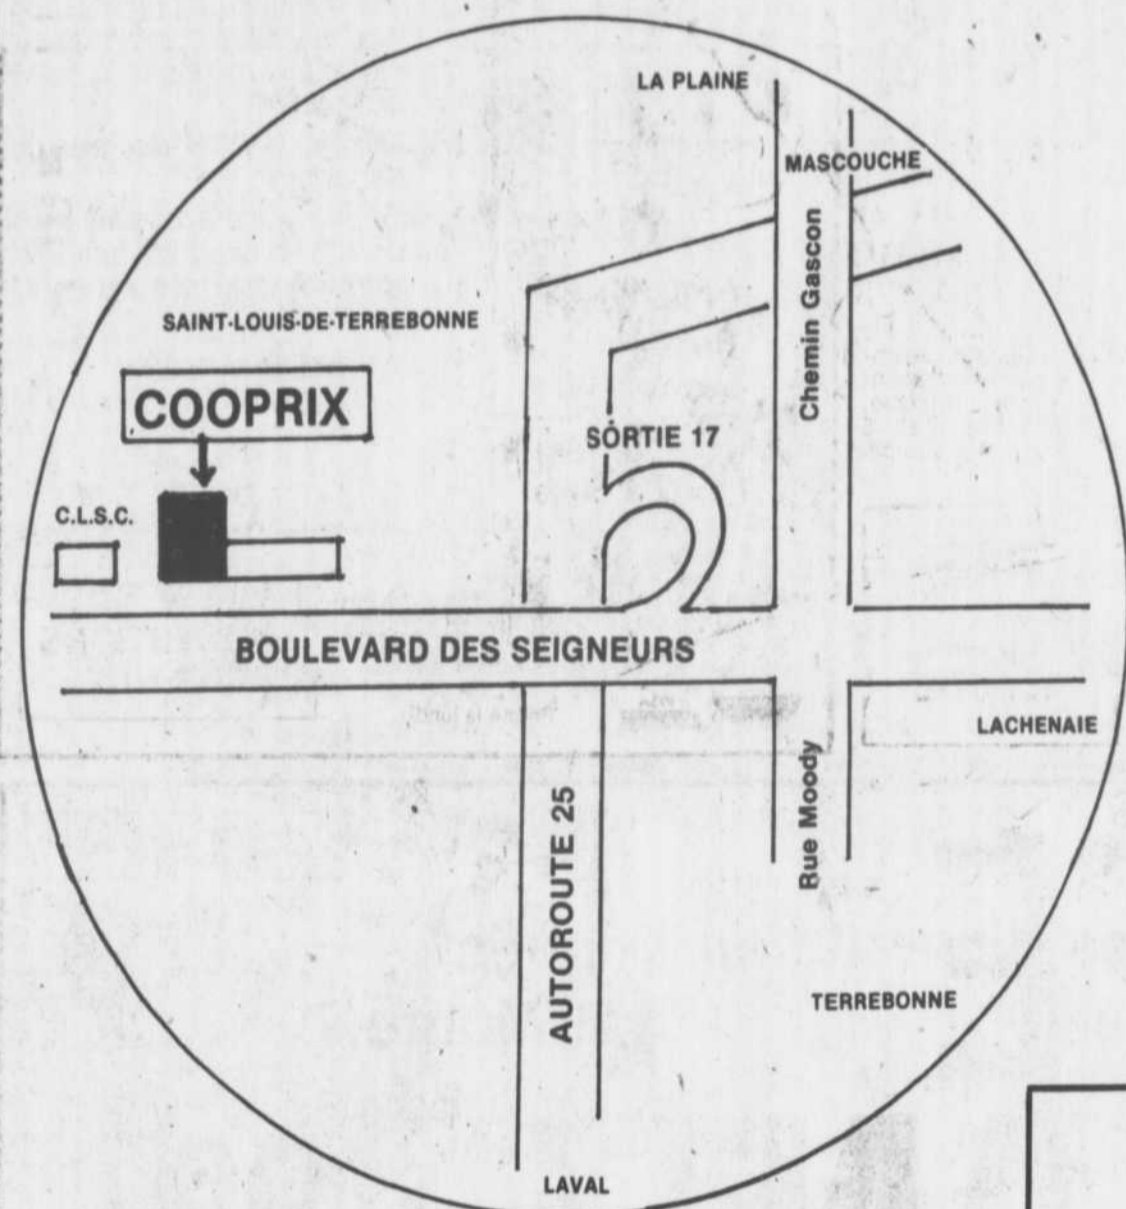 LA PLAINE
MASCOUCHE
Chemin Gascon
SAINT-LOUIS-DE-TERREBONNE
COOPRIX
SORTIE 17
C.L.S.C.
BOULEVARD DES SEIGNEURS
LACHENAIE
Rue Moody
AUTOROUTE 25
TERREBONNE
LAVAL